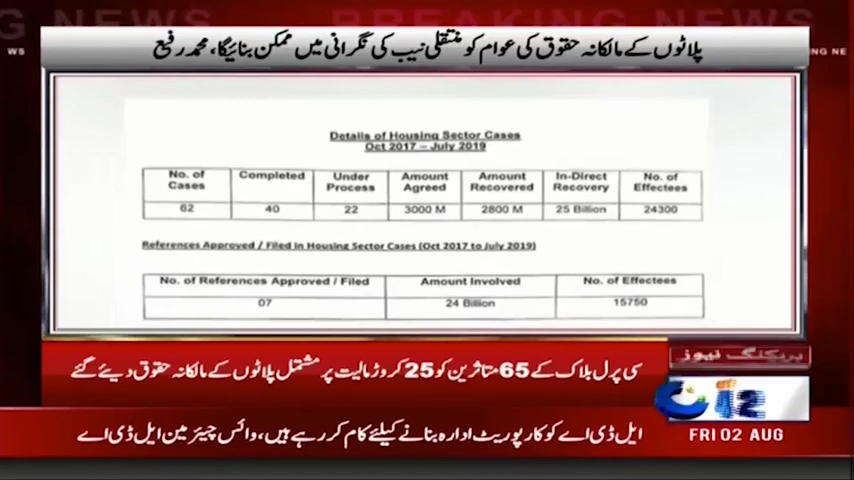 BREAKING NEWS
پلاٹوں کے مالکانہ حقوق کی عوام کو منتقلی نیب کی نگرانی میں ممکن بنائیگا، محمد رفیع
Details of Housing Sector Cases
Oct 2017 – July 2019
No. of Cases Completed Under Process Amount Agreed Amount Recovered In-Direct Recovery No. of Effectees
62 40 22 3000 M 2800 M 25 Billion 24300
References Approved / Filed in Housing Sector Cases (Oct 2017 to July 2019)
No. of References Approved / Filed Amount Involved No. of Effectees
07 24 Billion 15750
سی پرل بلاک کے 65 متاثرین کو 25 کروڑ مالیت پر مشتمل پلاٹوں کے مالکانہ حقوق دیئے گئے
بریکنگ نیوز
C42
ایل ڈی اے کو کارپوریٹ ادارہ بنانے کیلئے کام کر رہے ہیں، وائس چیئرمین ایل ڈی اے
FRI 02 AUG